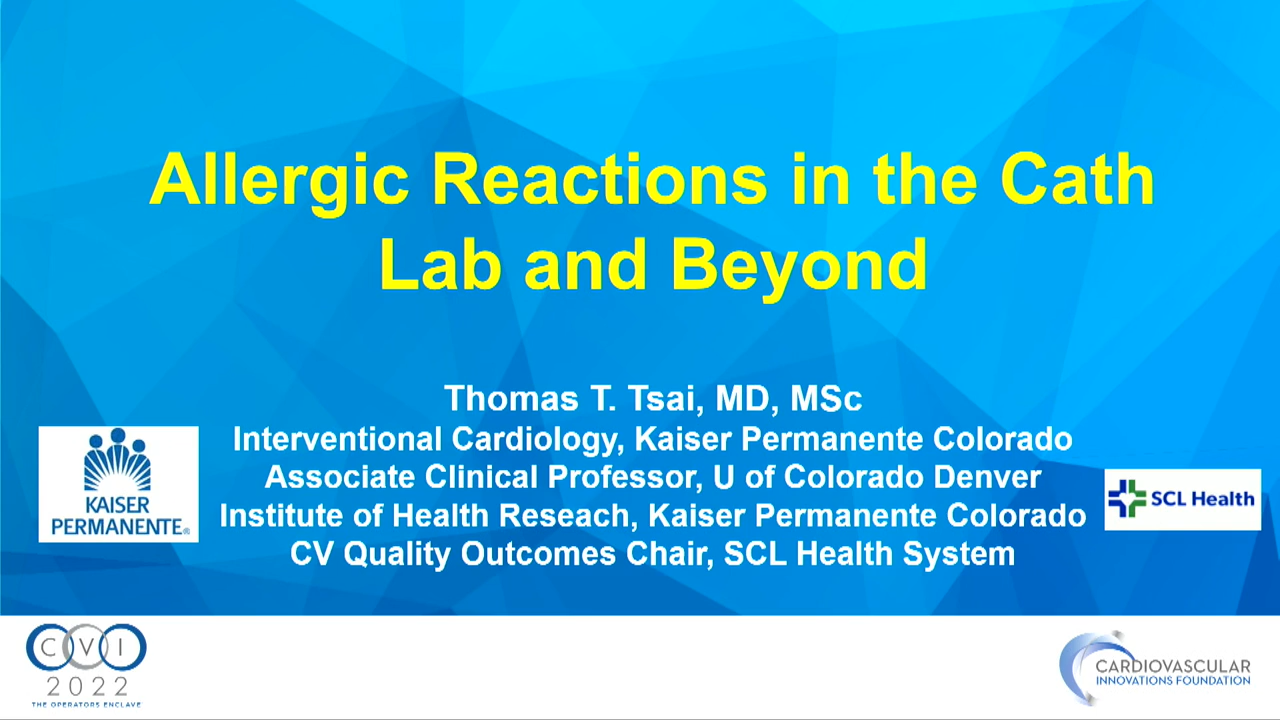 Allergic Reactions in the Cath
Lab and Beyond
Thomas T. Tsai, MD, MSc
Interventional Cardiology, Kaiser Permanente Colorado
Associate Clinical Professor, U of Colorado Denver
Institute of Health Reseach, Kaiser Permanente Colorado
CV Quality Outcomes Chair, SCL Health System
KAISER
PERMANENTE®
SCL Health
CVI
2022
THE OPERATORS ENCLAVE
CARDIOVASCULAR
INNOVATIONS FOUNDATION